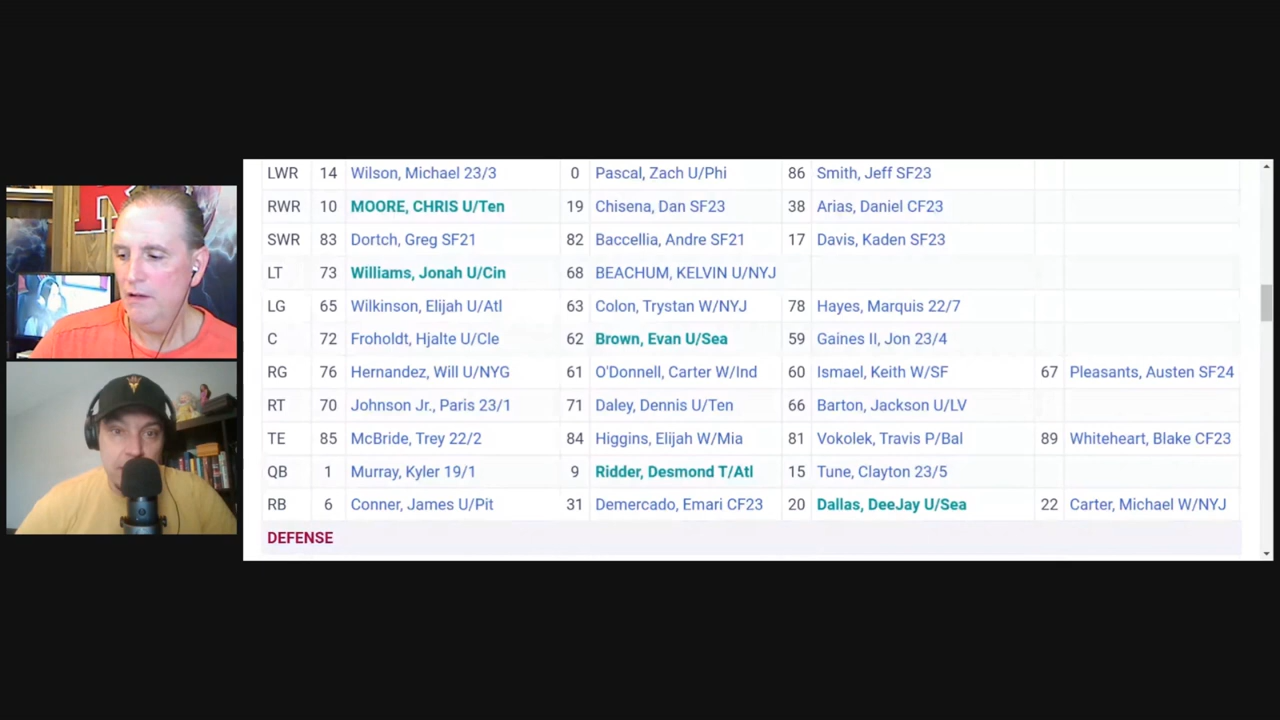 LWR 14 Wilson, Michael 23/3 0 Pascal, Zach U/Phi 86 Smith, Jeff SF23
RWR 10 MOORE, CHRIS U/Ten 19 Chisena, Dan SF23 38 Arias, Daniel CF23
SWR 83 Dortch, Greg SF21 82 Baccellia, Andre SF21 17 Davis, Kaden SF23
LT 73 Williams, Jonah U/Cin 68 BEACHUM, KELVIN U/NYJ
LG 65 Wilkinson, Elijah U/Atl 63 Colon, Trystan W/NYJ 78 Hayes, Marquis 22/7
C 72 Froholdt, Hjalte U/Cle 62 Brown, Evan U/Sea 59 Gaines II, Jon 23/4
RG 76 Hernandez, Will U/NYG 61 O'Donnell, Carter W/Ind 60 Ismael, Keith W/SF 67 Pleasants, Austen SF24
RT 70 Johnson Jr., Paris 23/1 71 Daley, Dennis U/Ten 66 Barton, Jackson U/LV
TE 85 McBride, Trey 22/2 84 Higgins, Elijah W/Mia 81 Vokolek, Travis P/Bal 89 Whiteheart, Blake CF23
QB 1 Murray, Kyler 19/1 9 Ridder, Desmond T/Atl 15 Tune, Clayton 23/5
RB 6 Conner, James U/Pit 31 Demercado, Emari CF23 20 Dallas, DeeJay U/Sea 22 Carter, Michael W/NYJ
DEFENSE